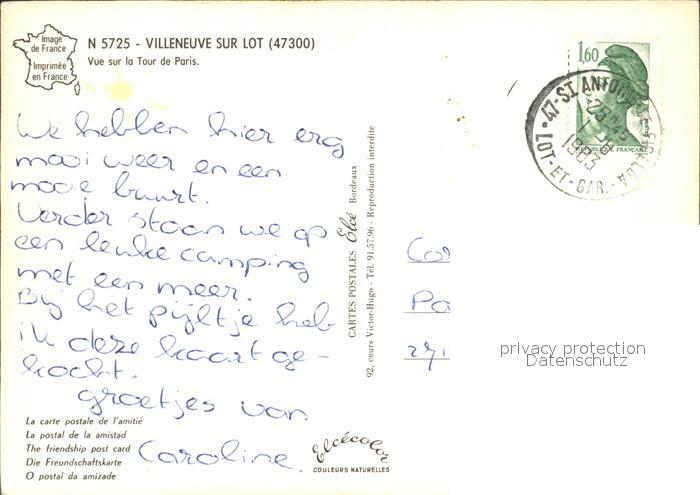 Image
de France
Imprimée
en France
N 5725 - VILLENEUVE SUR LOT (47300)
Vue sur la Tour de Paris.
1,60
REPUBLIQUE FRANÇAISE
47-ST ANTOINE
1983
LOT-ET-GAR.
We hebben hier erg
mooi weer en een
mooie buurt.
Verder staan we op
een leuke camping
met een meer.
Bij het pijltje heb
ik deze kaart ge-
kocht.
Groetjes van
Caroline.
CARTES POSTALES Elcé Bordeaux
92, cours Victor-Hugo - Tél. 91.57.96 - Reproduction interdite
Co
Pa
privacy protection
Datenschutz
La carte postale de l'amitié
La postal de la amistad
The friendship post card
Die Freundschaftskarte
O postal da amizade
Elcécolor
COULEURS NATURELLES